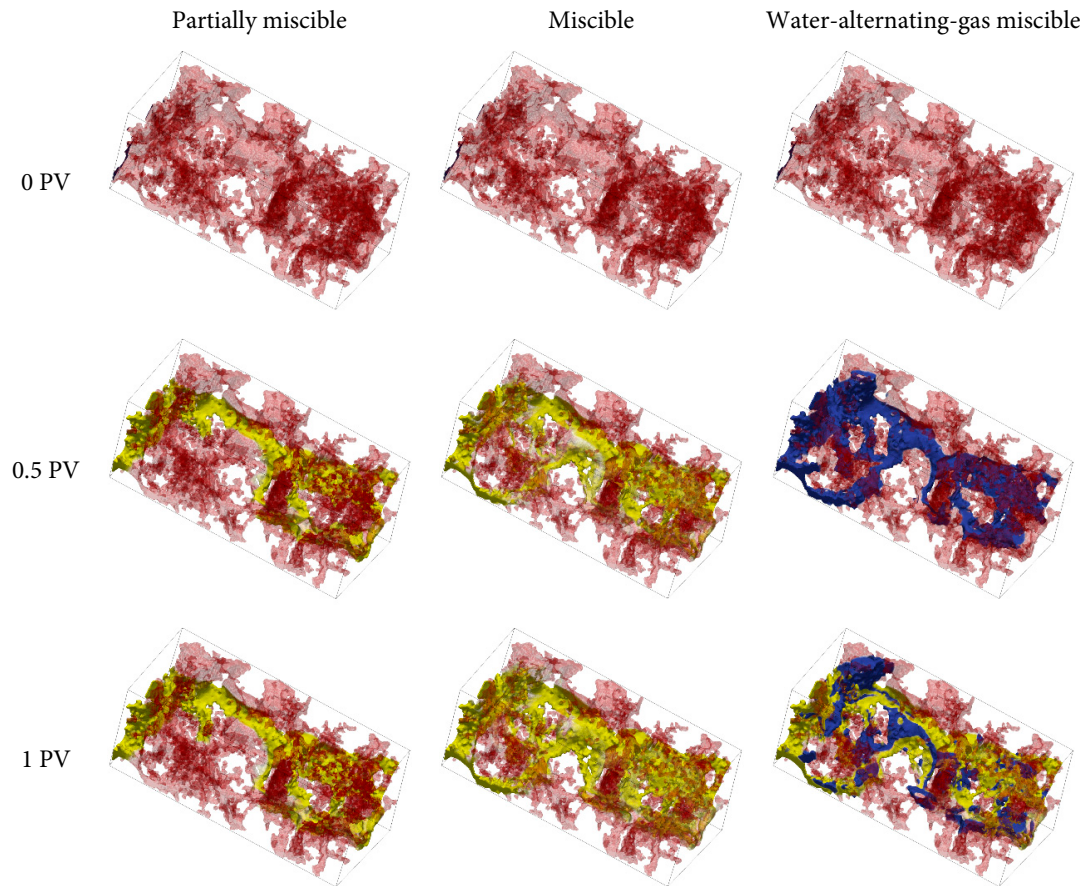 Partially miscible
Miscible
Water-alternating-gas miscible
0 PV
0.5 PV
1 PV